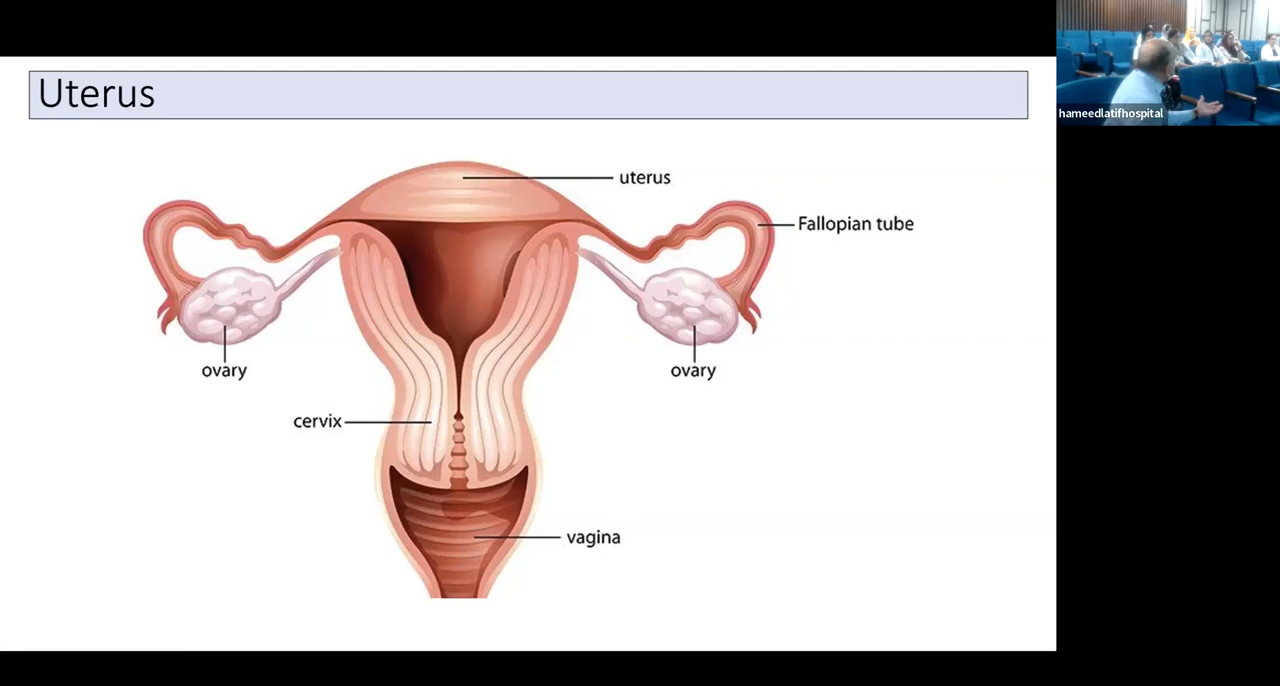 Uterus
hameedlatifhospital
uterus
Fallopian tube
ovary
ovary
cervix
vagina